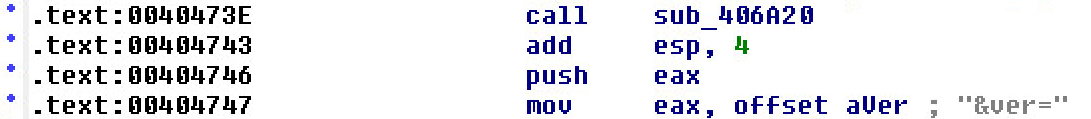 .text:0040473E call sub_406A20
.text:00404743 add esp, 4
.text:00404746 push eax
.text:00404747 mov eax, offset aVer ; "&ver="